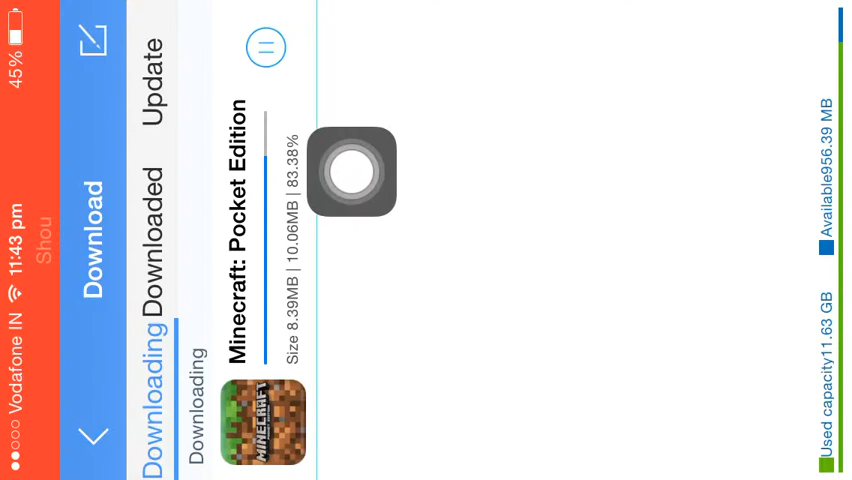 Vodafone IN 11:43 pm 45%
Shou
Download
Downloading Downloaded Update
Downloading
MINECRAFT
Minecraft: Pocket Edition
Size 8.39MB | 10.06MB | 83.38%
Used capacity11.63 GB Available956.39 MB